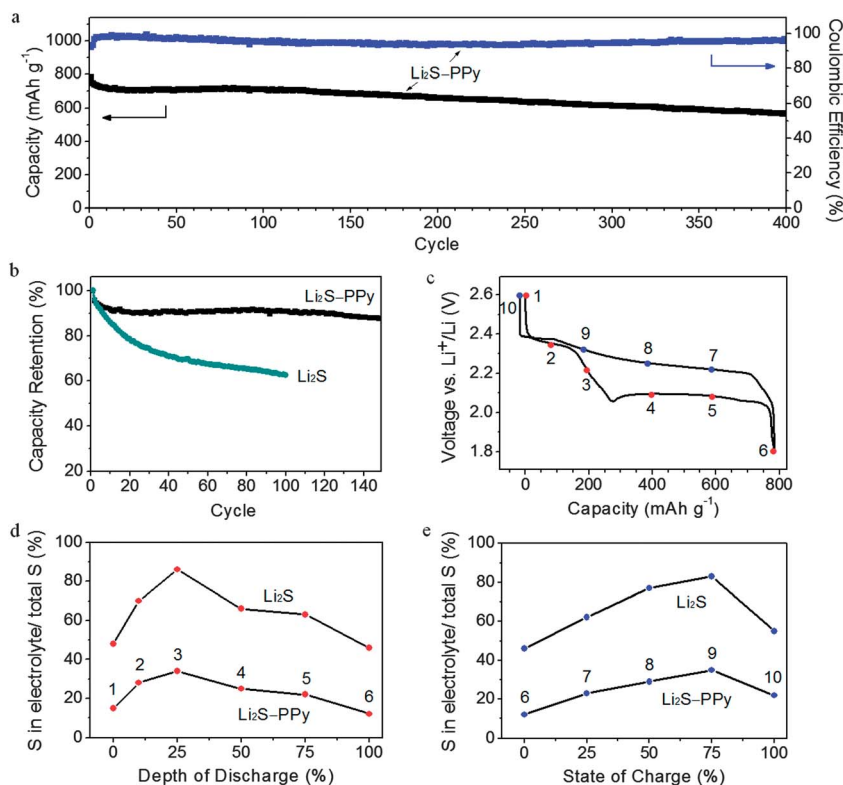 a
Capacity (mAh g⁻¹)
1000
800
600
400
200
0
Li₂S–PPy
100
80
60
40
20
0
Coulombic Efficiency (%)
0 50 100 150 200 250 300 350 400
Cycle
b
Capacity Retention (%)
100
80
60
40
20
Li₂S–PPy
Li₂S
0 20 40 60 80 100 120 140
Cycle
c
Voltage vs. Li⁺/Li (V)
2.6
2.4
2.2
2.0
1.8
10 1
2
3
4
5
6
7
8
9
0 200 400 600 800
Capacity (mAh g⁻¹)
d
S in electrolyte/ total S (%)
100
80
60
40
20
0
Li₂S
1 2 3 4 5 6
Li₂S–PPy
0 25 50 75 100
Depth of Discharge (%)
e
S in electrolyte/ total S (%)
100
80
60
40
20
0
Li₂S
6 7 8 9 10
Li₂S–PPy
0 25 50 75 100
State of Charge (%)